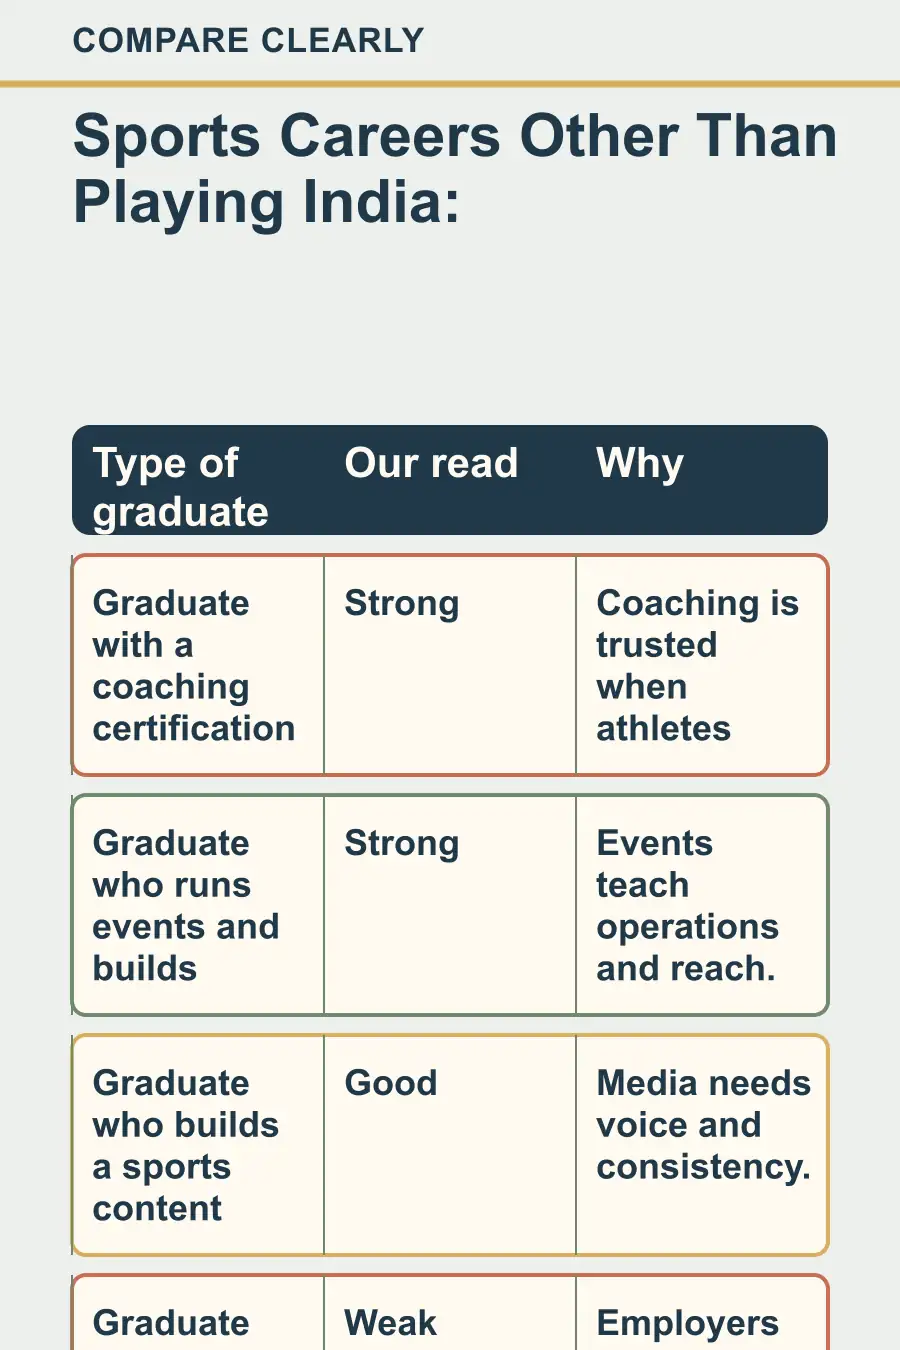 COMPARE CLEARLY
Sports Careers Other Than
Playing India:
Type of
graduate
Our read
Why
Graduate
with a
coaching
certification
Strong
Coaching is
trusted
when
athletes
Graduate
who runs
events and
builds
Strong
Events
teach
operations
and reach.
Graduate
who builds
a sports
content
Good
Media needs
voice and
consistency.
Graduate
Weak
Employers